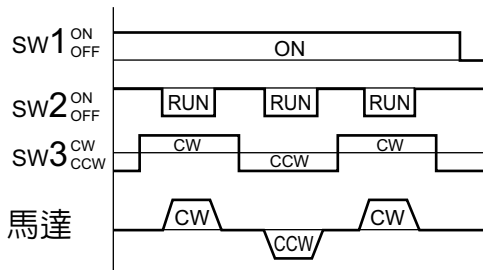 SW1 ON OFF ON
SW2 ON OFF RUN RUN RUN
SW3 CW CCW CW CCW CW
馬達 CW CCW CW